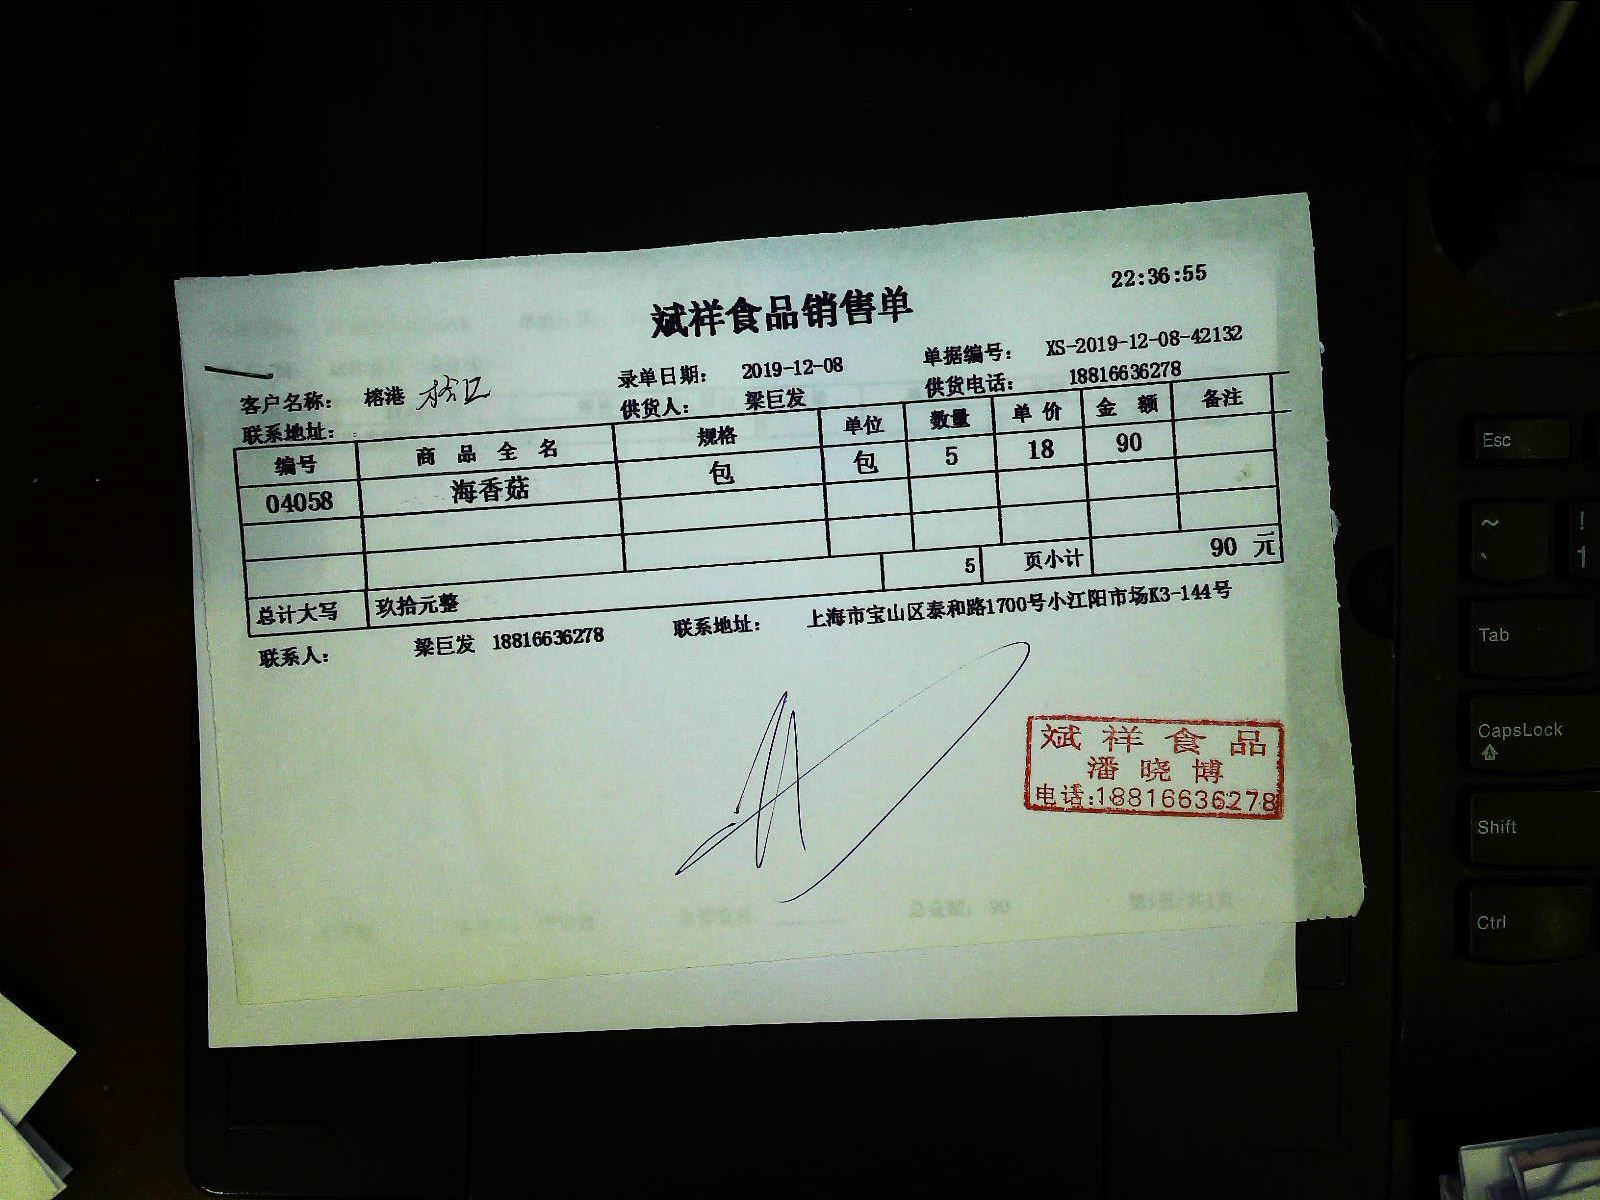 22:36:55
斌祥食品销售单
录单日期： 2019-12-08 单据编号： XS-2019-12-08-42132
客户名称： 榕港 松江 供货人： 梁巨发 供货电话： 18816636278
联系地址：
编号 商品全名 规格 单位 数量 单价 金额 备注
04058 海香菇 包 包 5 18 90
5 页小计 90 元
总计大写 玖拾元整
联系人： 梁巨发 18816636278 联系地址： 上海市宝山区泰和路1700号小江阳市场K3-144号
斌祥食品
潘晓博
电话:18816636278
Esc
~
、
!
1
Tab
CapsLock
Shift
Ctrl